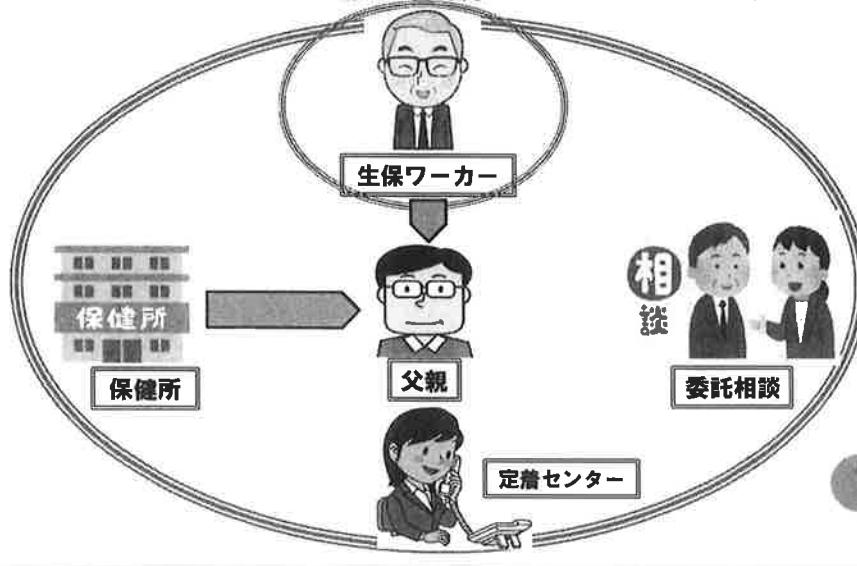 生保ワーカー
保健所
保健所
父親
相
談
委託相談
定着センター